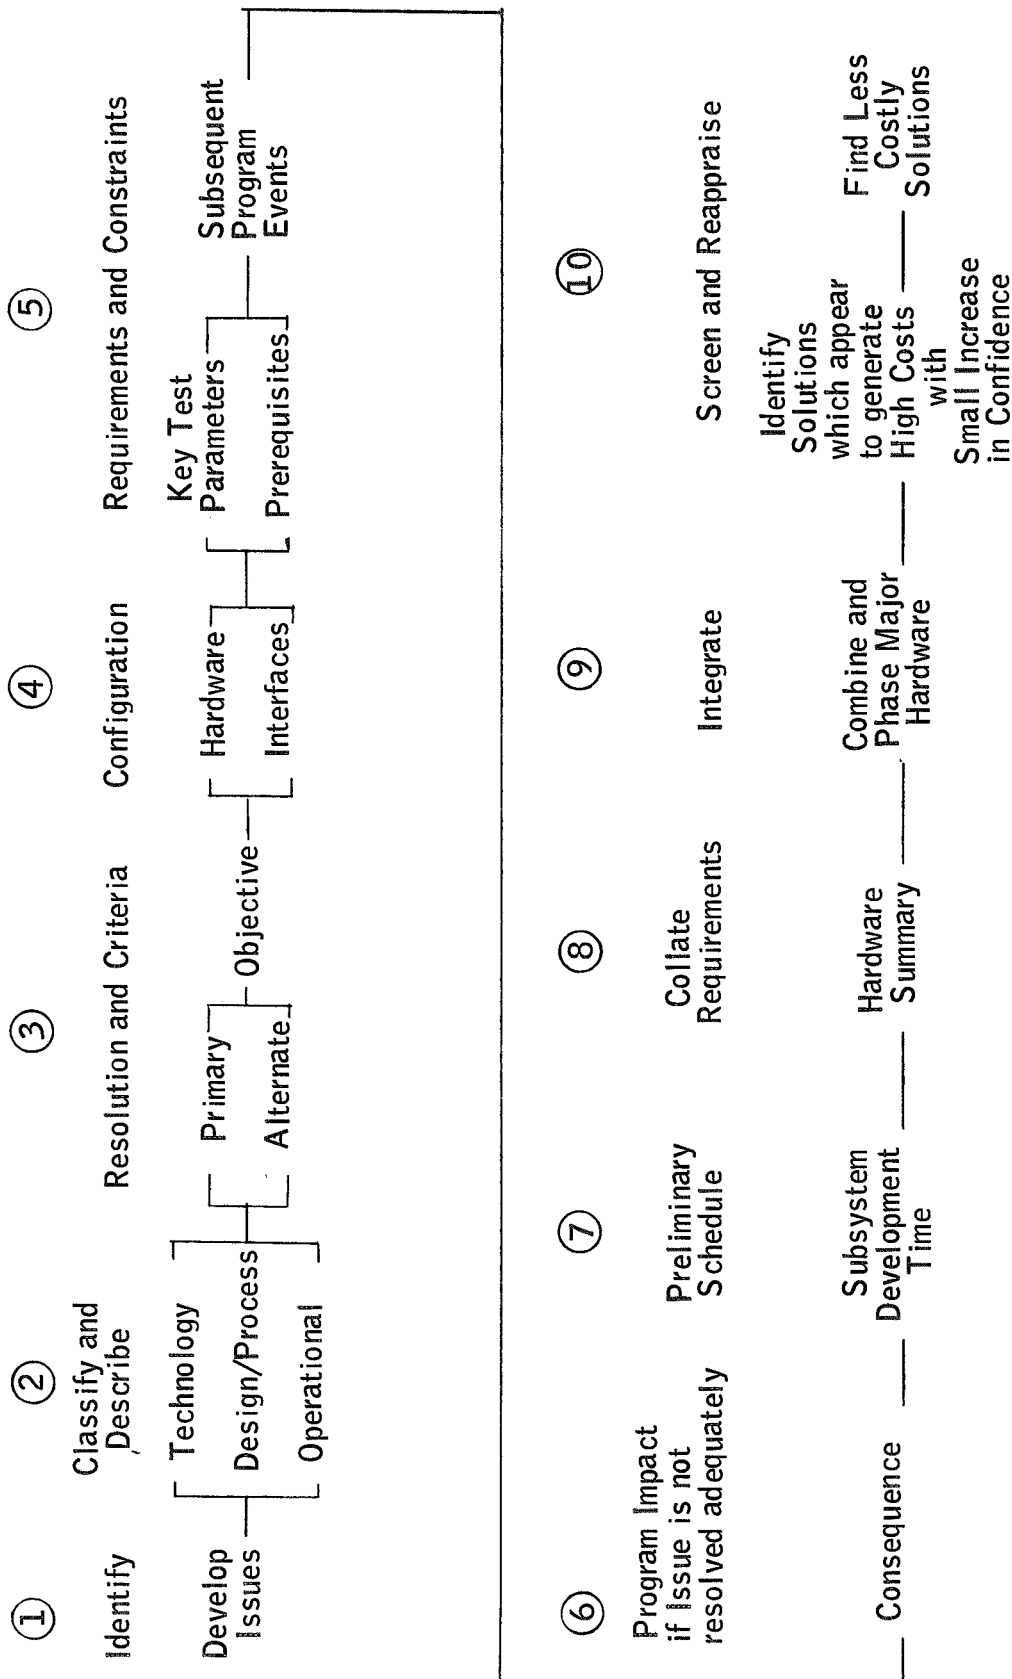 ①
Identify
Develop
Issues
②
Classify and
Describe
Technology
Design/Process
Operational
③
Resolution and Criteria
Primary
Alternate
Objective
④
Configuration
Hardware
Interfaces
⑤
Requirements and Constraints
Key Test
Parameters
Prerequisites
Subsequent
Program
Events
⑥
Program Impact
if Issue is not
resolved adequately
Consequence
⑦
Preliminary
Schedule
Subsystem
Development
Time
⑧
Collate
Requirements
Hardware
Summary
⑨
Integrate
Combine and
Phase Major
Hardware
⑩
Screen and Reappraise
Identify
Solutions
which appear
to generate
High Costs
with
Small Increase
in Confidence
Find Less
Costly
Solutions